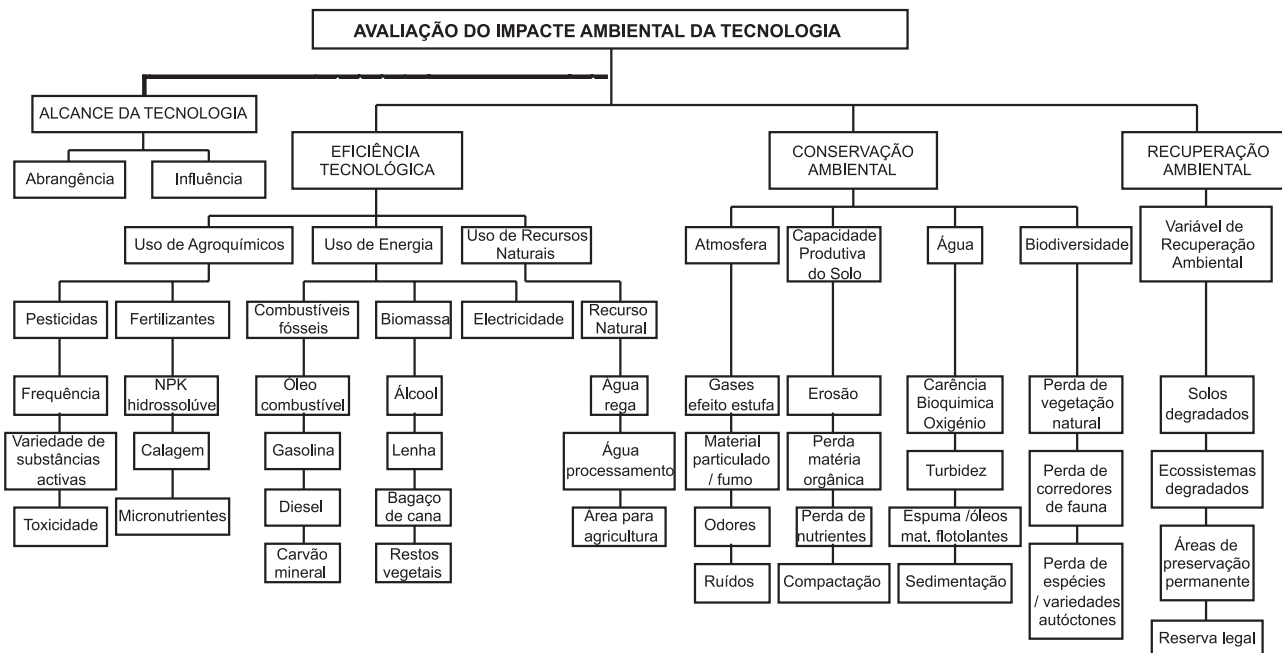 AVALIAÇÃO DO IMPACTE AMBIENTAL DA TECNOLOGIA
ALCANCE DA TECNOLOGIA
Abrangência
Influência
EFICIÊNCIA
TECNOLÓGICA
CONSERVAÇÃO
AMBIENTAL
RECUPERAÇÃO
AMBIENTAL
Uso de Agroquímicos
Uso de Energia
Uso de Recursos
Naturais
Atmosfera
Capacidade
Produtiva
do Solo
Água
Biodiversidade
Variável de
Recuperação
Ambiental
Pesticidas
Fertilizantes
Combustíveis
fósseis
Biomassa
Electricidade
Recurso
Natural
Frequência
Variedade de
substâncias
activas
Toxicidade
NPK
hidrossolúve
Calagem
Micronutrientes
Óleo
combustível
Gasolina
Diesel
Carvão
mineral
Álcool
Lenha
Bagaço
de cana
Restos
vegetais
Água
rega
Água
processamento
Area para
agricultura
Gases
efeito estufa
Material
particulado
/ fumo
Odores
Ruídos
Erosão
Perda
matéria
orgânica
Perda de
nutrientes
Compactação
Carência
Bioquimica
Oxigénio
Turbidez
Espuma /óleos
mat. flotolantes
Sedimentação
Perda de
vegetação
natural
Perda de
corredores
de fauna
Perda de
espécies
/ variedades
autóctones
Solos
degradados
Ecossistemas
degradados
Áreas de
preservação
permanente
Reserva legal